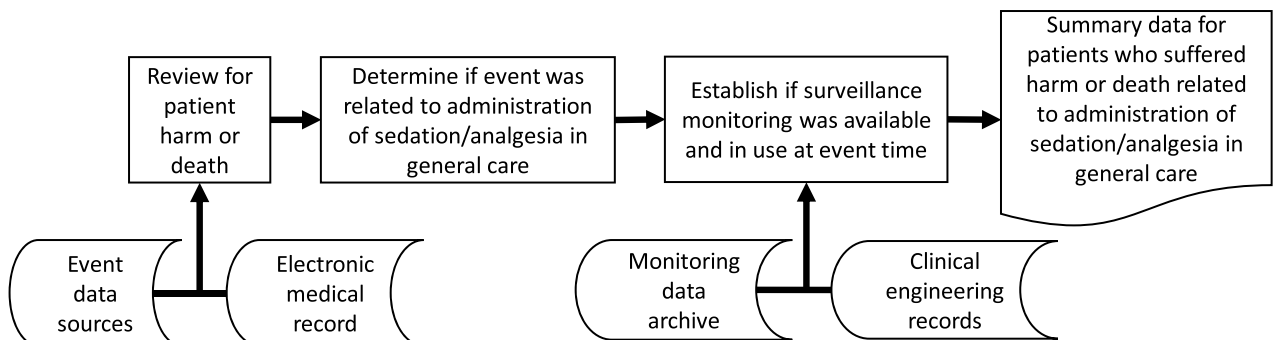 Review for
patient
harm or
death
Determine if event was
related to administration
of sedation/analgesia in
general care
Establish if surveillance
monitoring was available
and in use at event time
Summary data for
patients who suffered
harm or death related
to administration of
sedation/analgesia in
general care
Event
data
sources
Electronic
medical
record
Monitoring
data
archive
Clinical
engineering
records